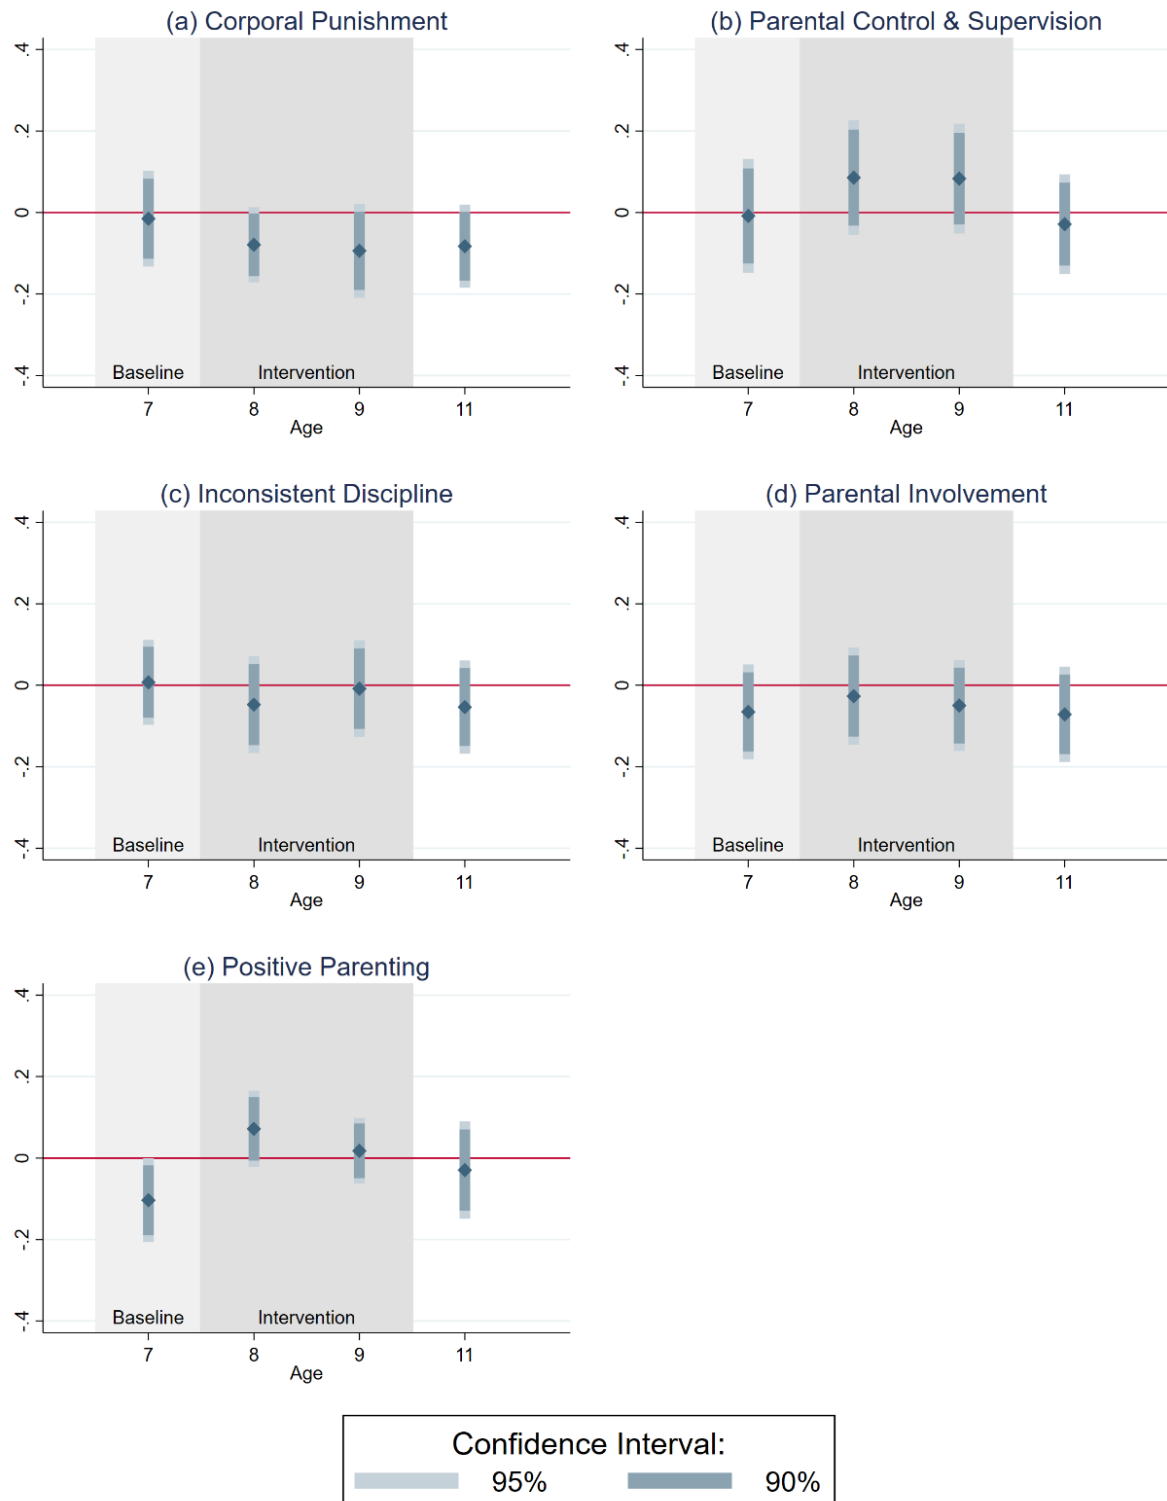 (a) Corporal Punishment
.4
.2
0
-.2
-.4
Baseline
Intervention
7 8 9 11
Age
(b) Parental Control & Supervision
.4
.2
0
-.2
-.4
Baseline
Intervention
7 8 9 11
Age
(c) Inconsistent Discipline
.4
.2
0
-.2
-.4
Baseline
Intervention
7 8 9 11
Age
(d) Parental Involvement
.4
.2
0
-.2
-.4
Baseline
Intervention
7 8 9 11
Age
(e) Positive Parenting
.4
.2
0
-.2
-.4
Baseline
Intervention
7 8 9 11
Age
Confidence Interval:
95% 90%